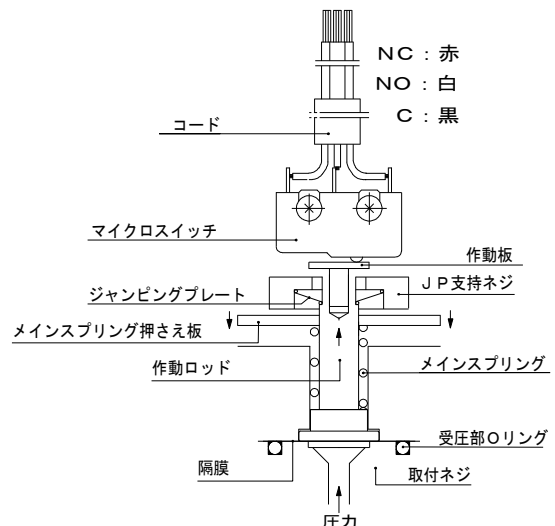 NC：赤
NO：白
C：黒
コード
マイクロスイッチ
作動板
ジャンピングプレート
JP支持ネジ
メインスプリング押さえ板
作動ロッド
メインスプリング
受圧部Oリング
隔膜
取付ネジ
圧力